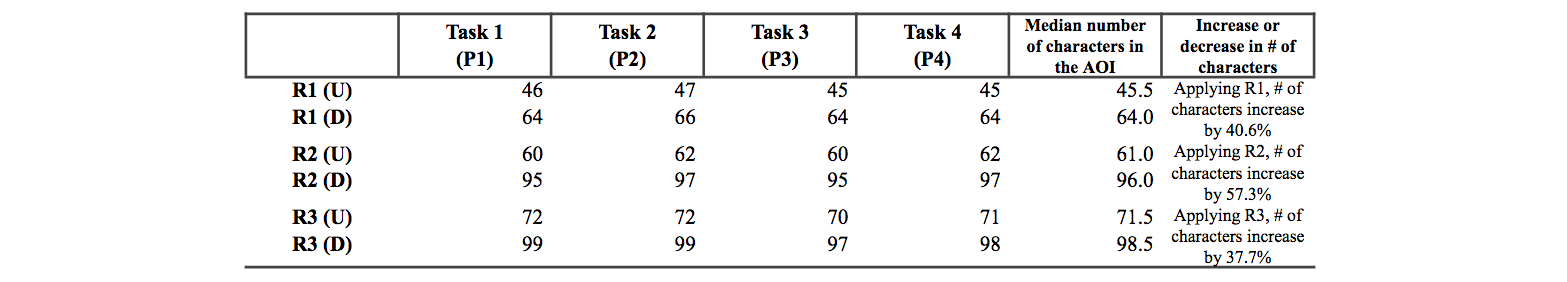 Task 1 (P1) Task 2 (P2) Task 3 (P3) Task 4 (P4) Median number of characters in the AOI Increase or decrease in # of characters
R1 (U) 46 47 45 45 45.5 Applying R1, # of
R1 (D) 64 66 64 64 64.0 characters increase
by 40.6%
R2 (U) 60 62 60 62 61.0 Applying R2, # of
R2 (D) 95 97 95 97 96.0 characters increase
by 57.3%
R3 (U) 72 72 70 71 71.5 Applying R3, # of
R3 (D) 99 99 97 98 98.5 characters increase
by 37.7%